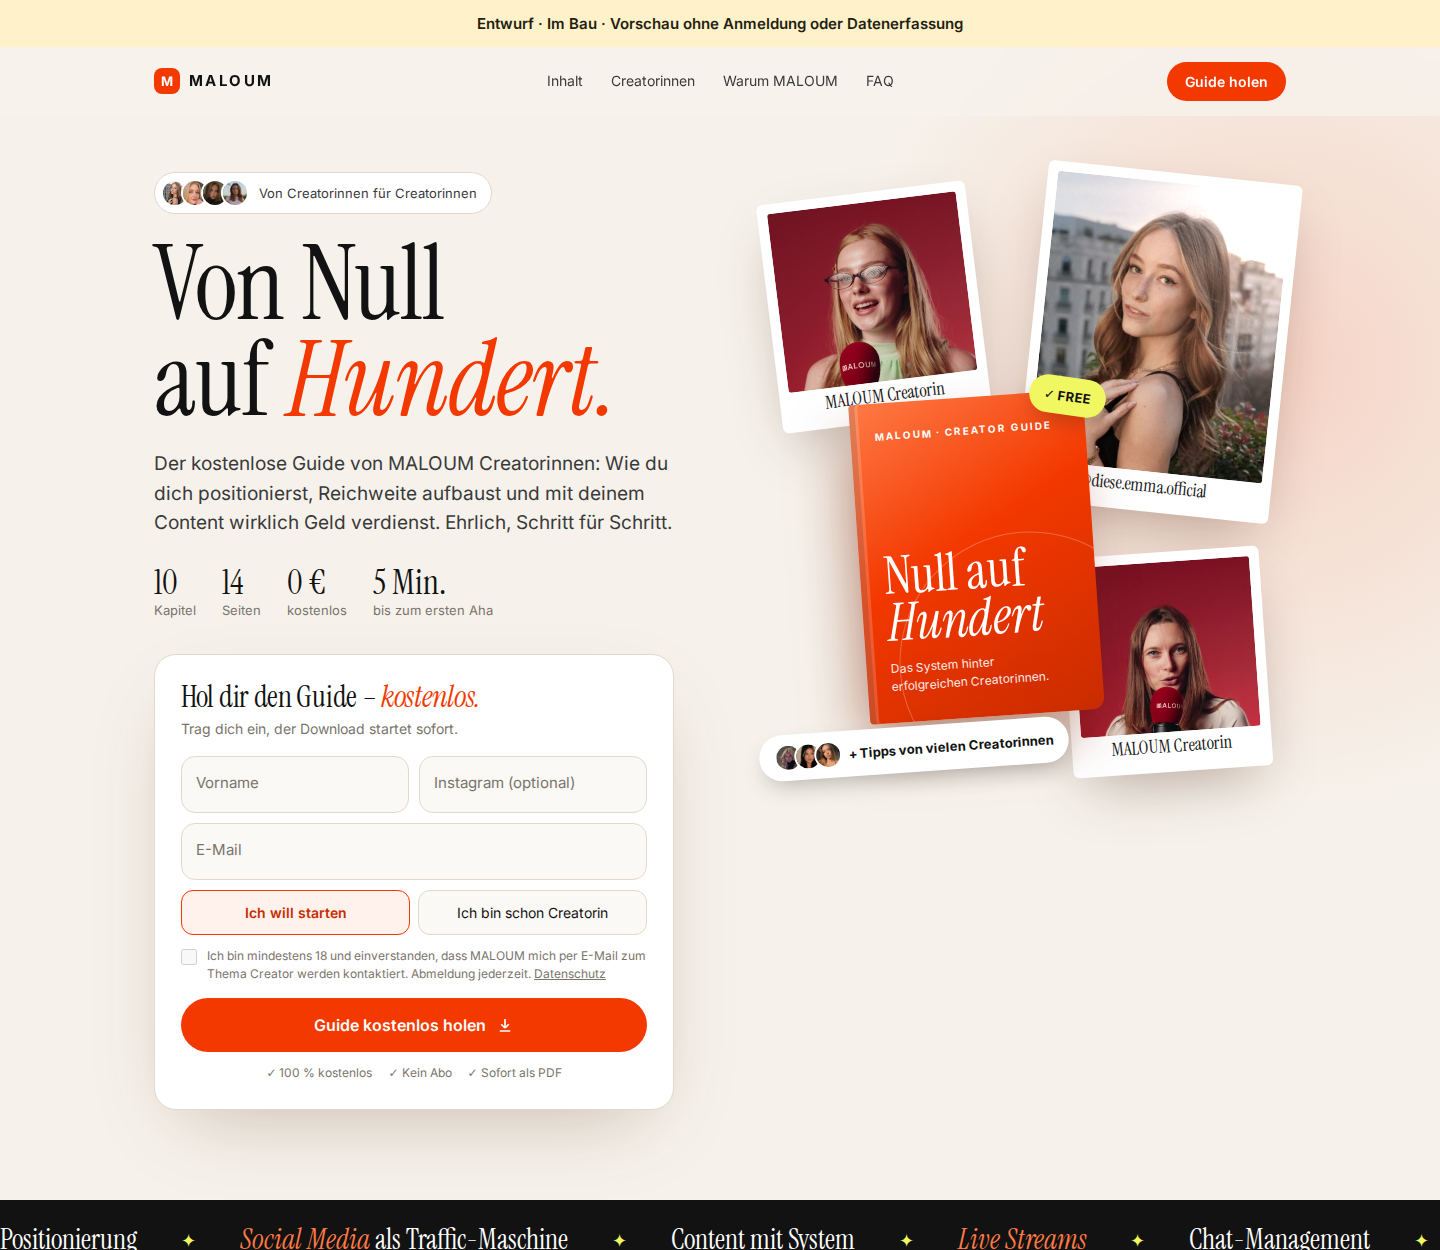 Entwurf · Im Bau · Vorschau ohne Anmeldung oder Datenerfassung
M MALOUM
Inhalt
Creatorinnen
Warum MALOUM
FAQ
Guide holen
Von Creatorinnen für Creatorinnen
Von Null
auf Hundert.
Der kostenlose Guide von MALOUM Creatorinnen: Wie du
dich positionierst, Reichweite aufbaust und mit deinem
Content wirklich Geld verdienst. Ehrlich, Schritt für Schritt.
10
Kapitel
14
Seiten
0 €
kostenlos
5 Min.
bis zum ersten Aha
Hol dir den Guide – kostenlos.
Trag dich ein, der Download startet sofort.
Vorname
Instagram (optional)
E-Mail
Ich will starten
Ich bin schon Creatorin
Ich bin mindestens 18 und einverstanden, dass MALOUM mich per E-Mail zum
Thema Creator werden kontaktiert. Abmeldung jederzeit. Datenschutz
Guide kostenlos holen
✓ 100 % kostenlos
✓ Kein Abo
✓ Sofort als PDF
MALOUM
MALOUM Creatorin
diese.emma.official
✓ FREE
MALOUM · CREATOR GUIDE
Null auf
Hundert
Das System hinter
erfolgreichen Creatorinnen.
MALOUM Creatorin
+ Tipps von vielen Creatorinnen
Positionierung ✦ Social Media als Traffic-Maschine ✦ Content mit System ✦ Live Streams ✦ Chat-Management ✦